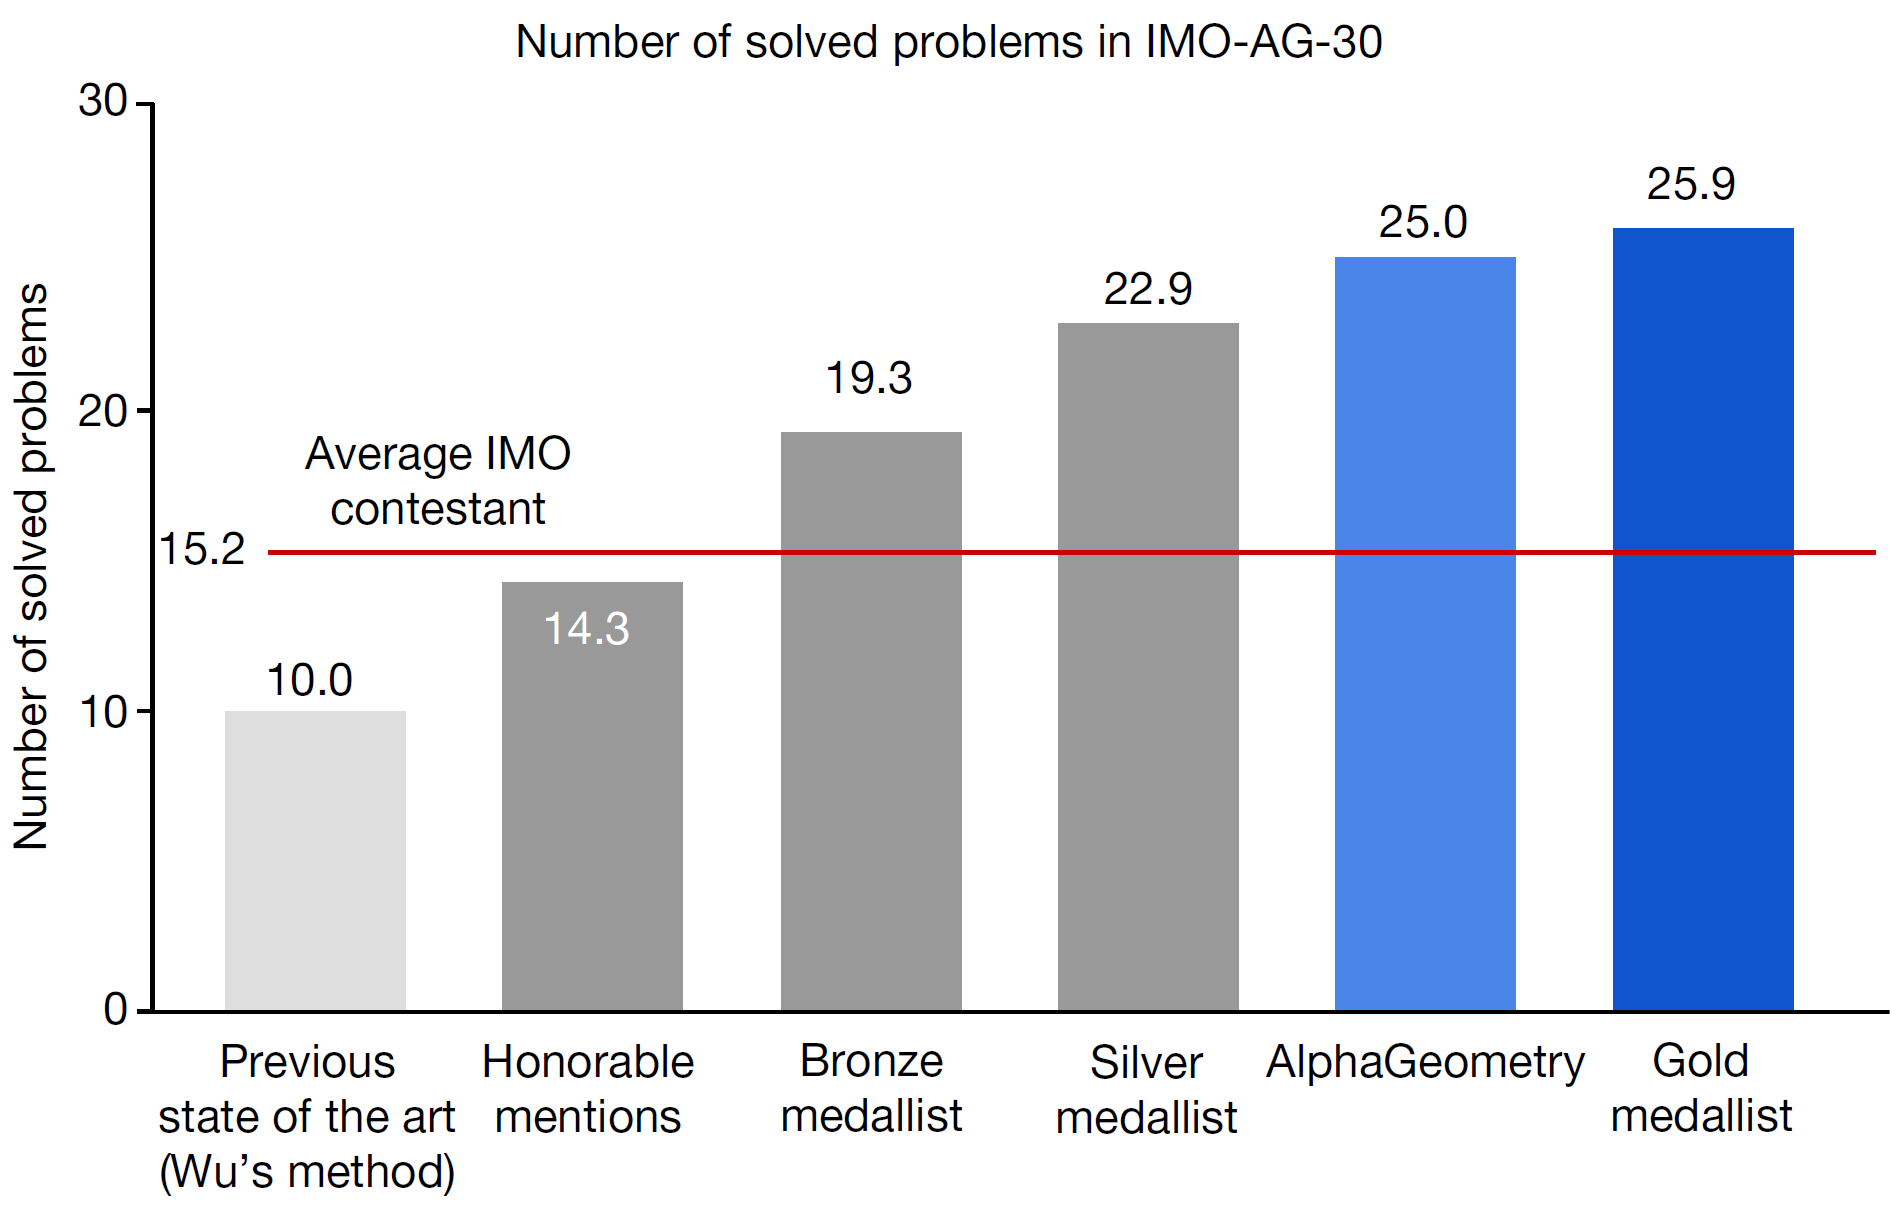 Number of solved problems in IMO-AG-30
Number of solved problems
30
20
10
0
15.2
Average IMO
contestant
10.0
14.3
19.3
22.9
25.0
25.9
Previous
state of the art
(Wu’s method)
Honorable
mentions
Bronze
medallist
Silver
medallist
AlphaGeometry
Gold
medallist